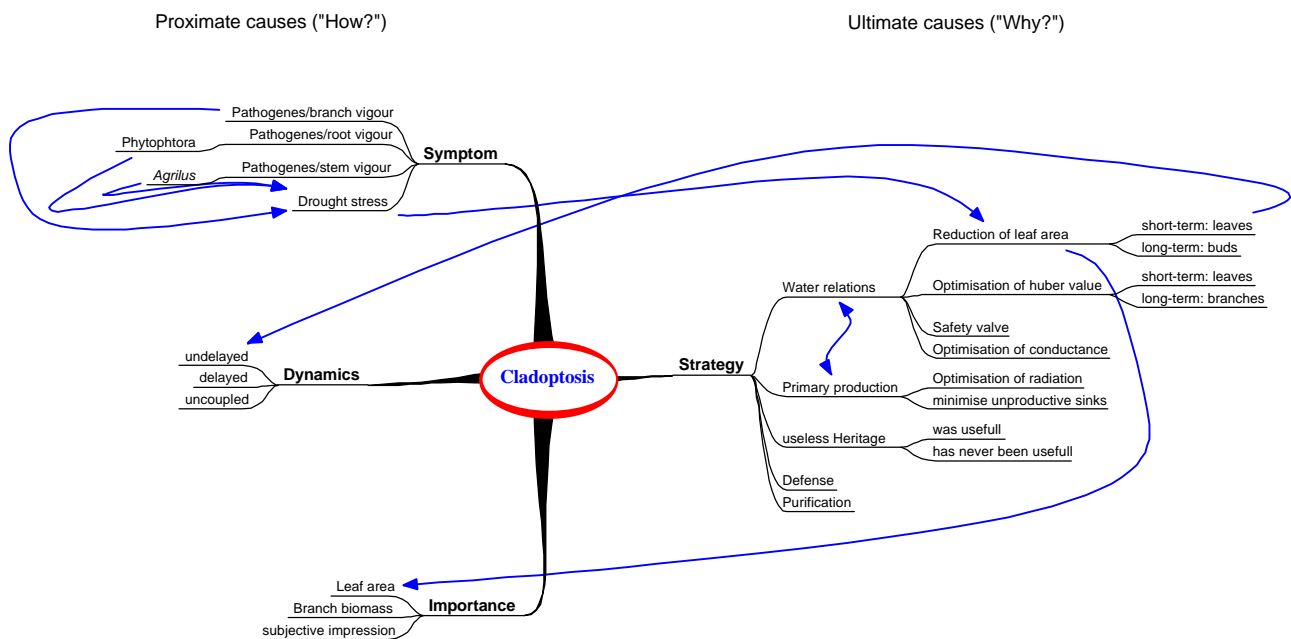 Proximate causes ("How?")
Ultimate causes ("Why?")
Pathogenes/branch vigour
Phytophtora
Pathogenes/root vigour
Symptom
Agrilus
Pathogenes/stem vigour
Drought stress
undelayed
delayed
uncoupled
Dynamics
Cladoptosis
Strategy
Water relations
Reduction of leaf area
short-term: leaves
long-term: buds
Optimisation of huber value
short-term: leaves
long-term: branches
Safety valve
Optimisation of conductance
Primary production
Optimisation of radiation
minimise unproductive sinks
useless Heritage
was usefull
has never been usefull
Defense
Purification
Leaf area
Branch biomass
subjective impression
Importance